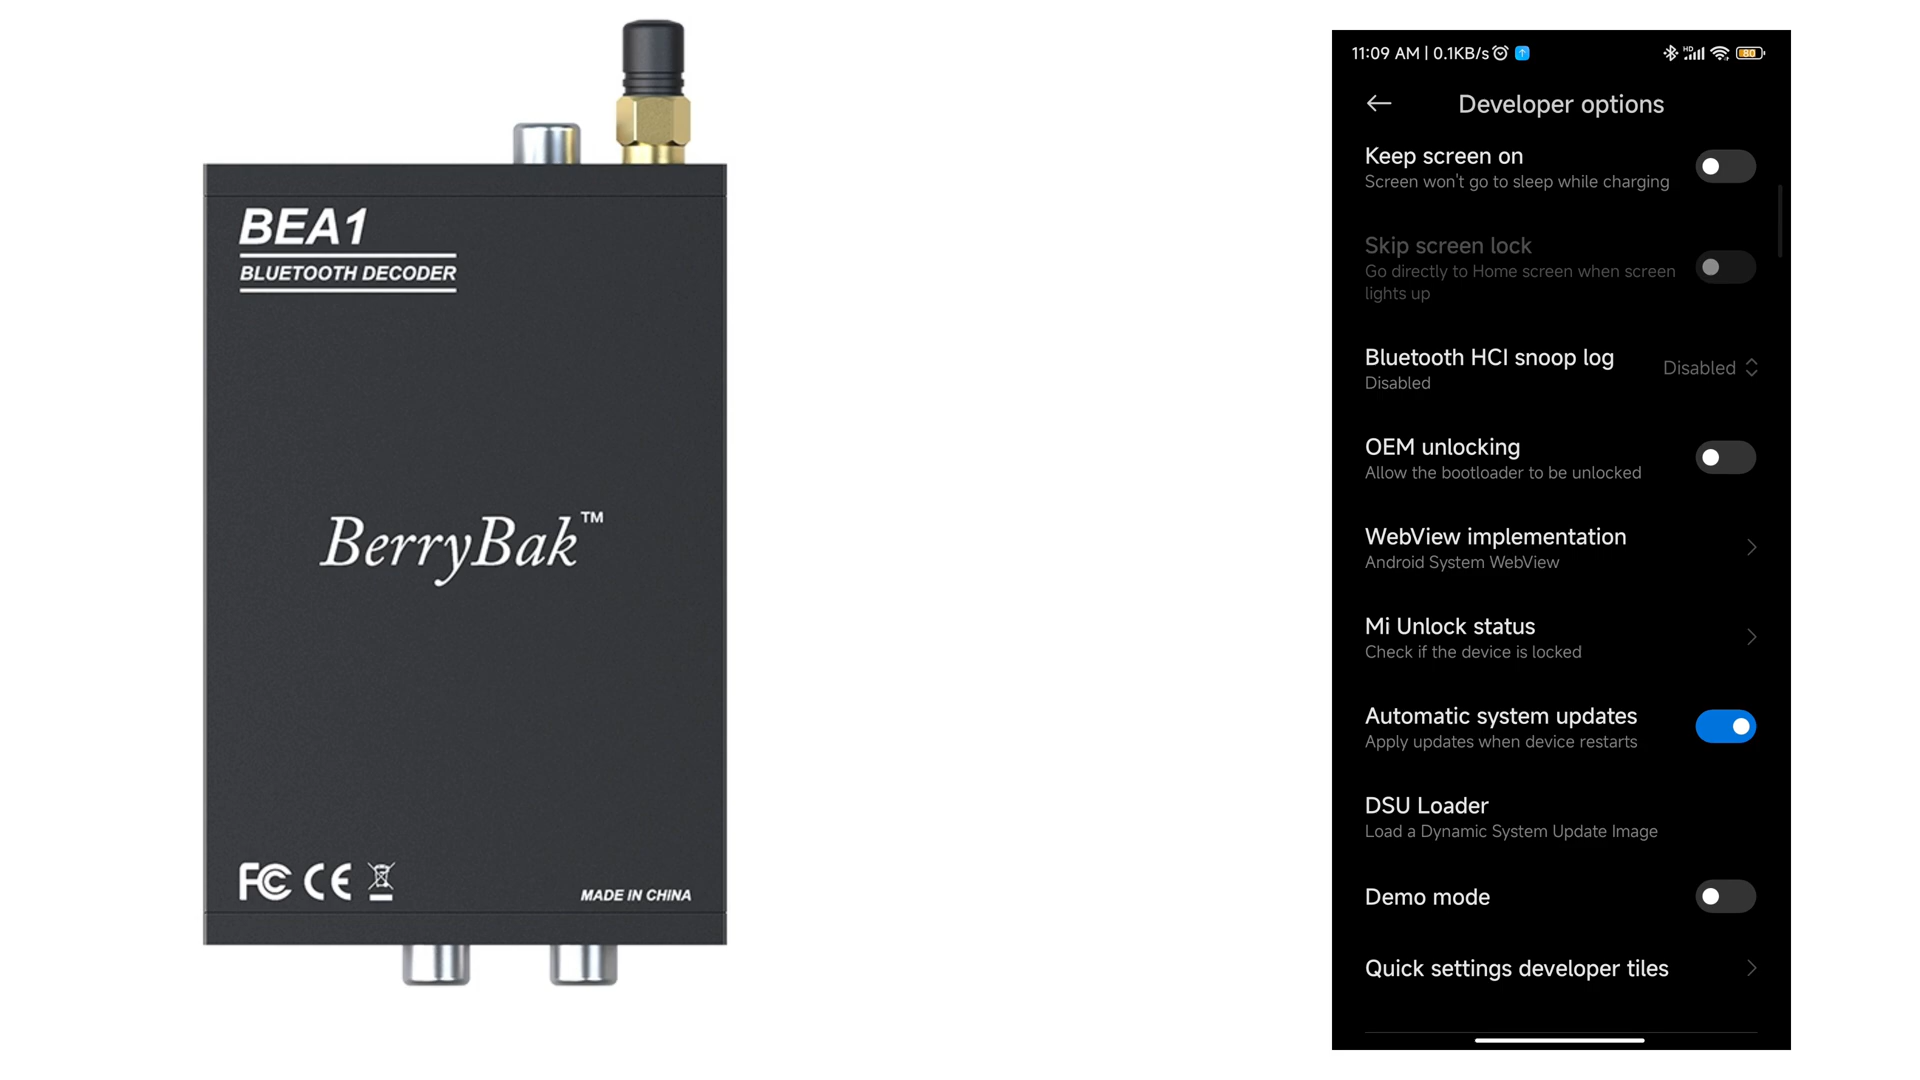 BEA1
BLUETOOTH DECODER
BerryBak™
FC CE
MADE IN CHINA
11:09 AM | 0.1KB/s
HD
80
Developer options
Keep screen on
Screen won't go to sleep while charging
Skip screen lock
Go directly to Home screen when screen
lights up
Bluetooth HCI snoop log
Disabled
Disabled
OEM unlocking
Allow the bootloader to be unlocked
WebView implementation
Android System WebView
Mi Unlock status
Check if the device is locked
Automatic system updates
Apply updates when device restarts
DSU Loader
Load a Dynamic System Update Image
Demo mode
Quick settings developer tiles